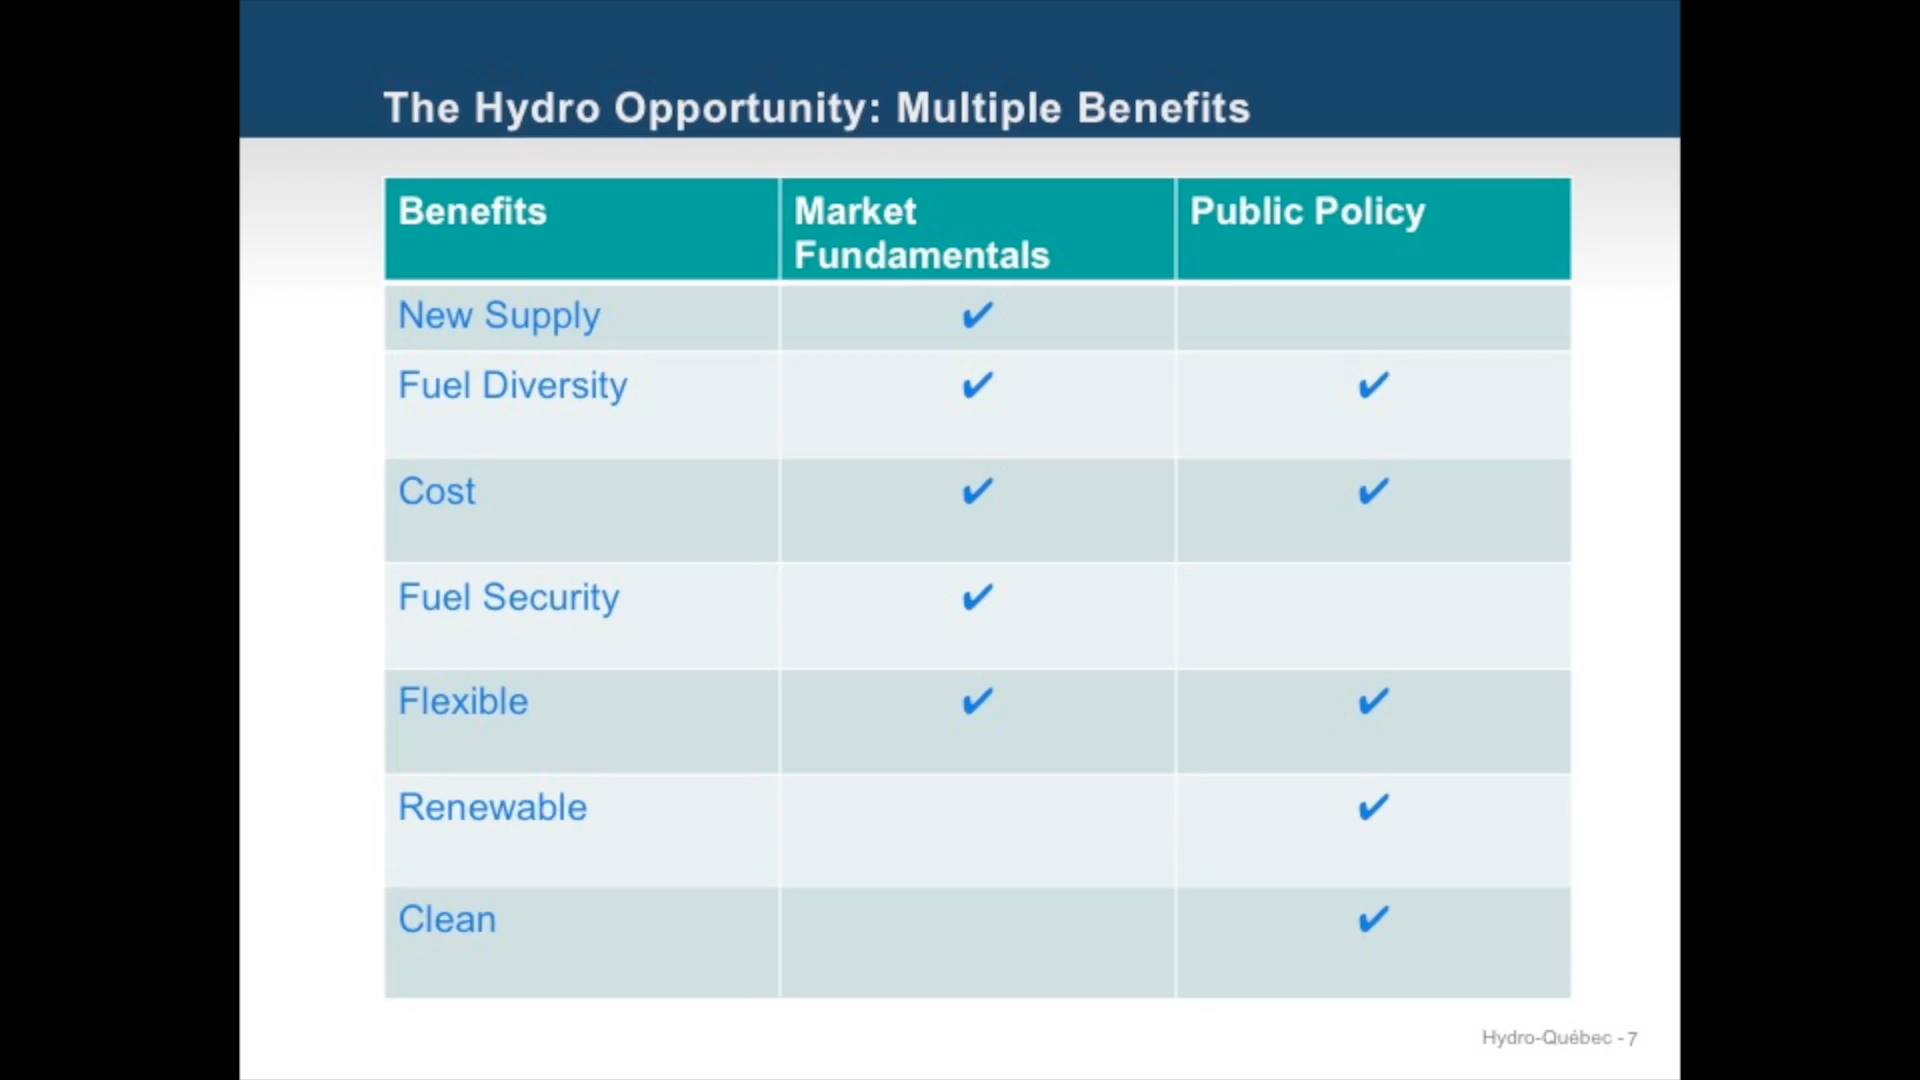 The Hydro Opportunity: Multiple Benefits
Benefits
Market
Fundamentals
Public Policy
New Supply ✔
Fuel Diversity ✔ ✔
Cost ✔ ✔
Fuel Security ✔
Flexible ✔ ✔
Renewable ✔
Clean ✔
Hydro-Québec - 7